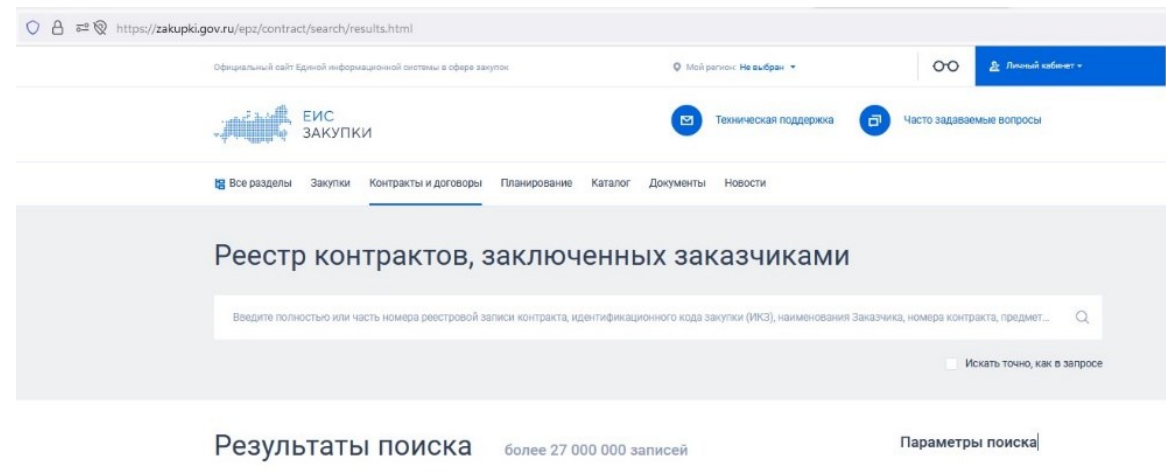 https://zakupki.gov.ru/epz/contract/search/results.html
Официальный сайт Единой информационной системы в сфере закупок
Мой регион: Не выбран
Личный кабинет
ЕИС
ЗАКУПКИ
Техническая поддержка
Часто задаваемые вопросы
Все разделы Закупки Контракты и договоры Планирование Каталог Документы Новости
Реестр контрактов, заключенных заказчиками
Введите полностью или часть номера реестровой записи контракта, идентификационного кода закупки (ИКЗ), наименования Заказчика, номера контракта, предмет...
Искать точно, как в запросе
Результаты поиска более 27 000 000 записей
Параметры поиска